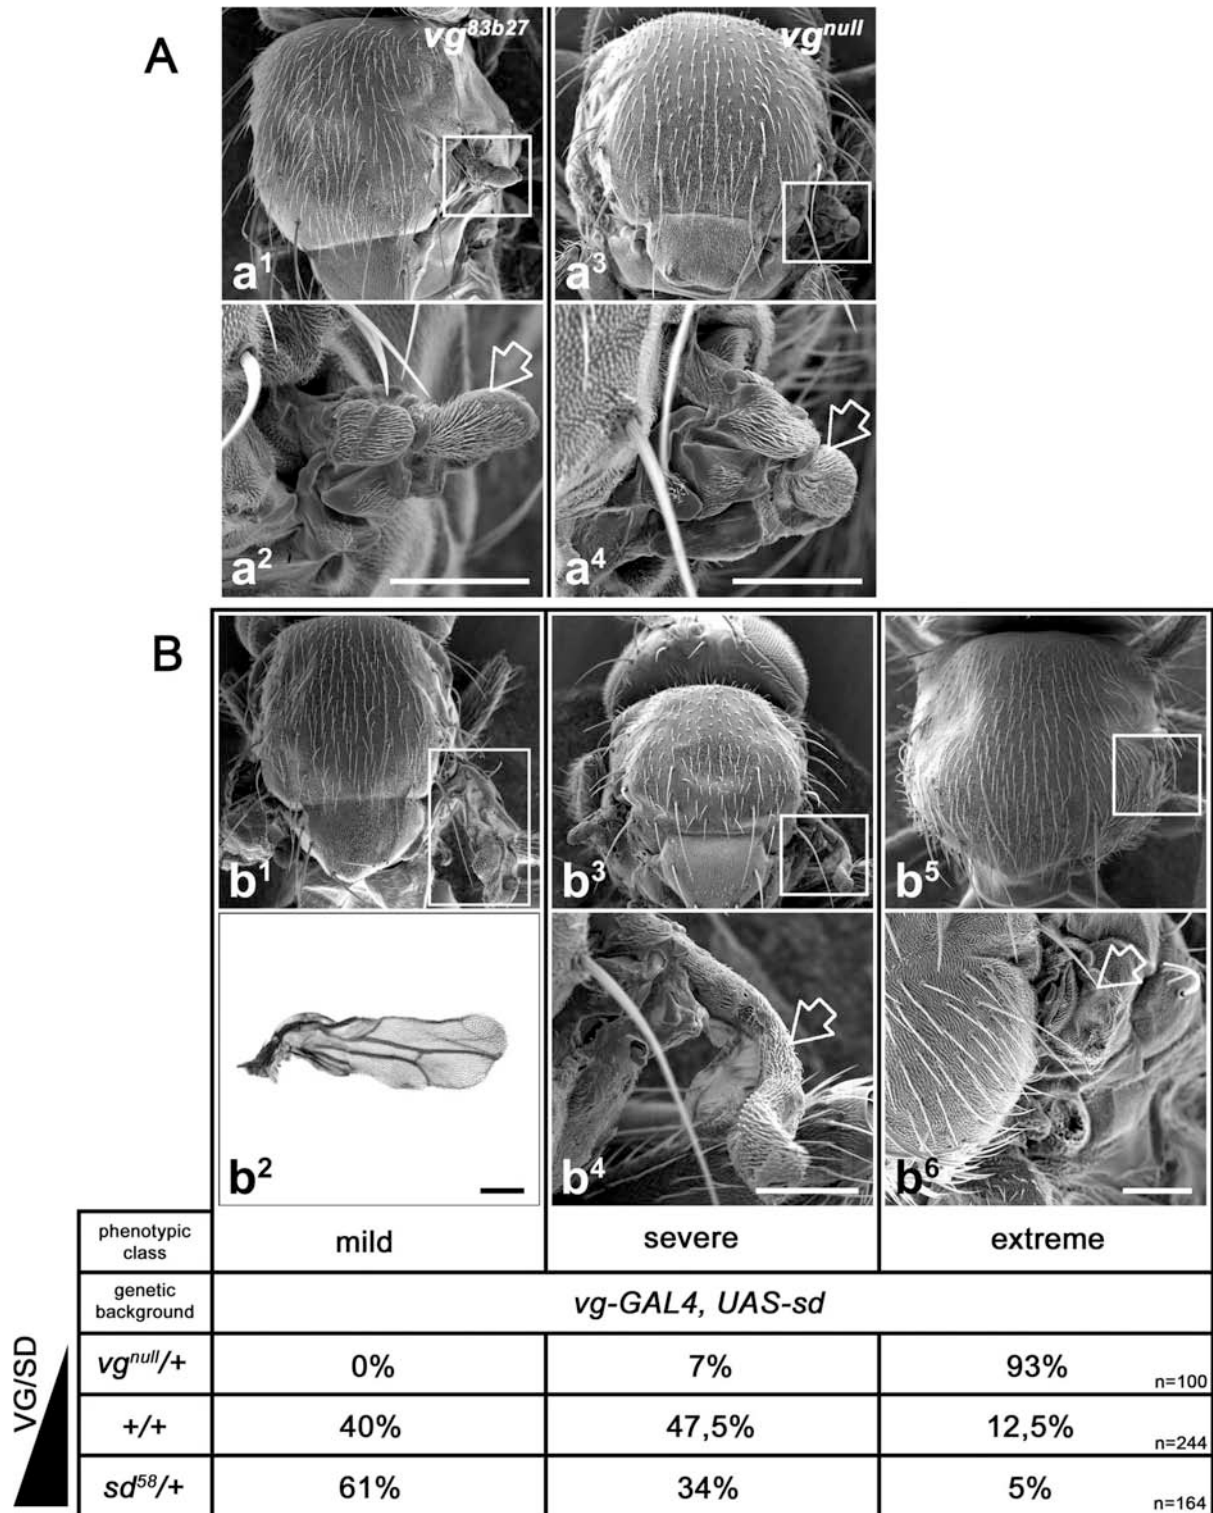 A
vg83b27
vgnull
a1
a3
a2
a4
B
b1
b3
b5
b2
b4
b6
phenotypic class
mild
severe
extreme
genetic background
vg-GAL4, UAS-sd
VG/SD
vgnull/+
0%
7%
93%
n=100
+/+
40%
47,5%
12,5%
n=244
sd58/+
61%
34%
5%
n=164